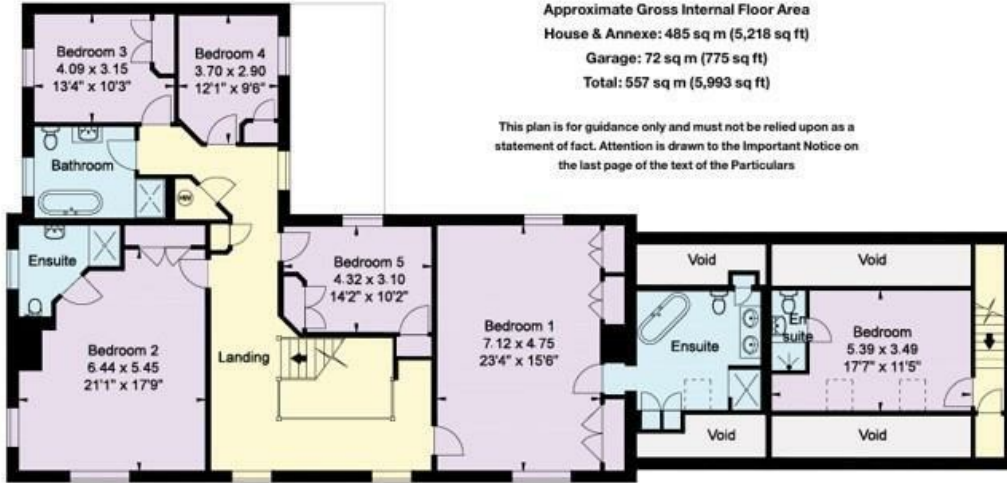 Approximate Gross Internal Floor Area
House & Annexe: 485 sq m (5,218 sq ft)
Garage: 72 sq m (775 sq ft)
Total: 557 sq m (5,993 sq ft)
This plan is for guidance only and must not be relied upon as a
statement of fact. Attention is drawn to the Important Notice on
the last page of the text of the Particulars
Bedroom 3
4.09 x 3.15
13'4" x 10'3"
Bedroom 4
3.70 x 2.90
12'1" x 9'6"
Bathroom
HW
Ensuite
Bedroom 5
4.32 x 3.10
14'2" x 10'2"
Bedroom 2
6.44 x 5.45
21'1" x 17'9"
Landing
Bedroom 1
7.12 x 4.75
23'4" x 15'6"
Void
Void
Ensuite
En
suite
Bedroom
5.39 x 3.49
17'7" x 11'5"
Void
Void